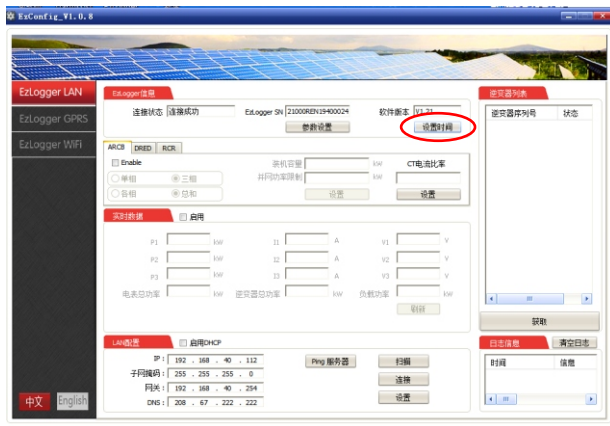 ExConfig_V1.0.8
EzLogger LAN
EzLogger GPRS
EzLogger WiFi
中文 English
EzLogger信息
连接状态 连接成功 EzLogger SN 21000REN19400024 软件版本 V1.21
参数设置 设置时间
ARCB DRED RCR
Enable 装机容量 kW CT电流比率
单相 三相 并网功率限制 kW
各相 总和 设置 设置
实时数据 启用
P1 kW I1 A V1 V
P2 kW I2 A V2 V
P3 kW I3 A V3 V
电表总功率 kW 逆变器总功率 kW 负载功率 kW
刷新
LAN配置 启用DHCP
IP: 192 . 168 . 40 . 112 Ping 服务器 扫描
子网掩码: 255 . 255 . 255 . 0 连接
网关: 192 . 168 . 40 . 254 设置
DNS: 208 . 67 . 222 . 222
逆变器列表
逆变器序列号 状态
获取
日志信息 清空日志
时间 信息